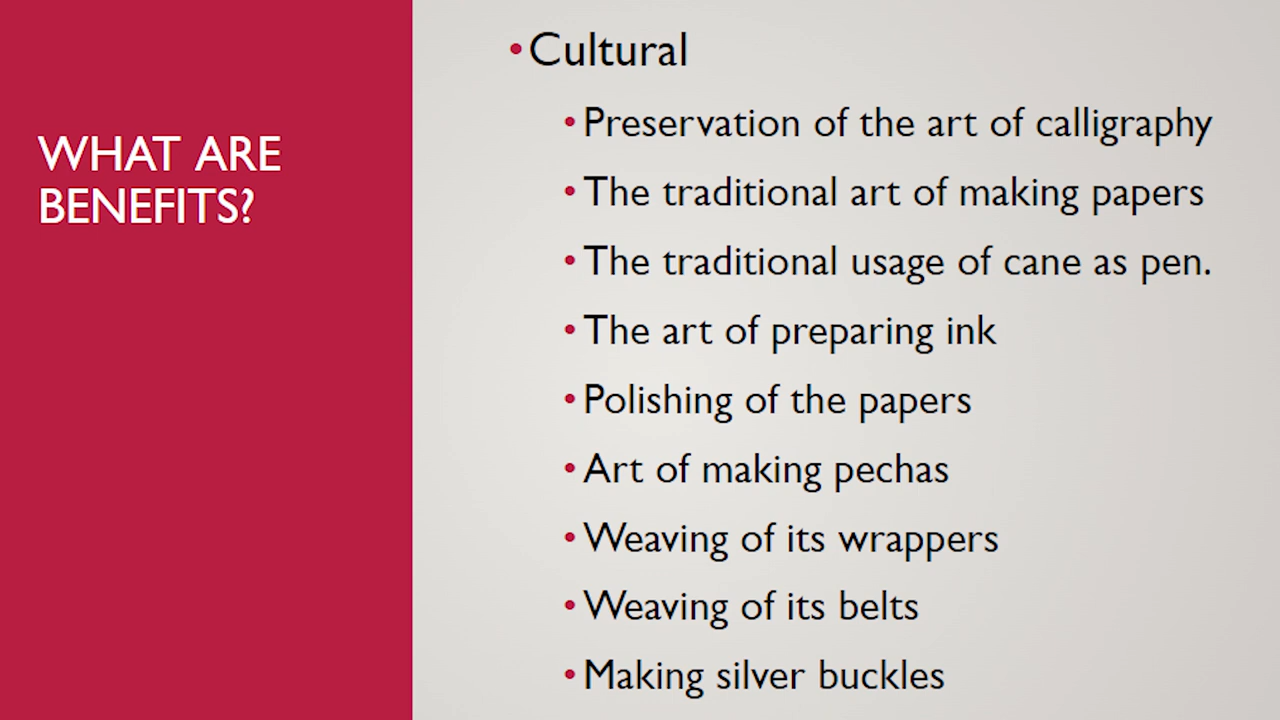 WHAT ARE
BENEFITS?
•Cultural
•Preservation of the art of calligraphy
•The traditional art of making papers
•The traditional usage of cane as pen.
•The art of preparing ink
•Polishing of the papers
•Art of making pechas
•Weaving of its wrappers
•Weaving of its belts
•Making silver buckles